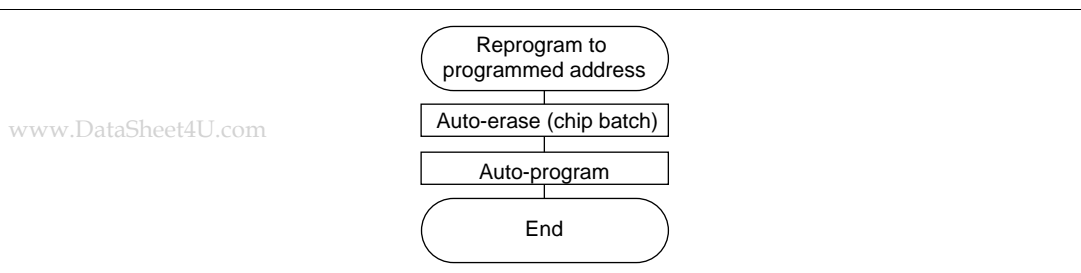 Reprogram to
programmed address
www.DataSheet4U.com
Auto-erase (chip batch)
Auto-program
End